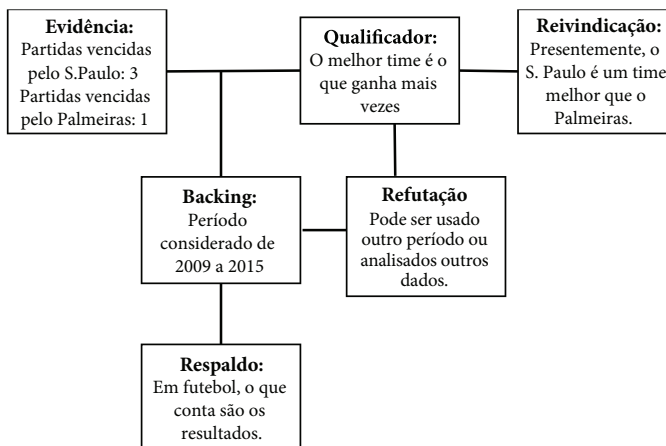 Evidência:
Partidas vencidas
pelo S.Paulo: 3
Partidas vencidas
pelo Palmeiras: 1
Qualificador:
O melhor time é o
que ganha mais
vezes
Reivindicação:
Presentemente, o
S. Paulo é um time
melhor que o
Palmeiras.
Backing:
Período
considerado de
2009 a 2015
Refutação
Pode ser usado
outro período ou
analisados outros
dados.
Respaldo:
Em futebol, o que
conta são os
resultados.